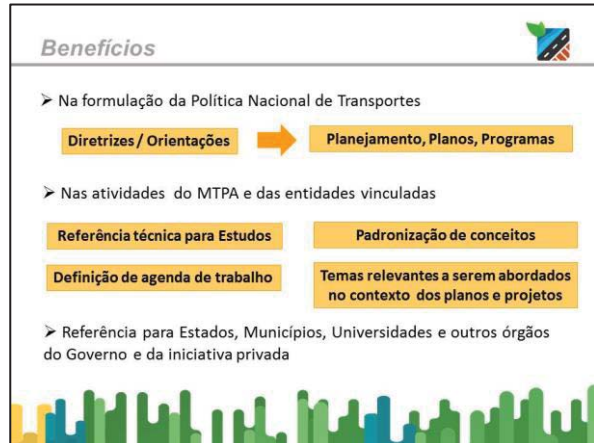 Benefícios
➢ Na formulação da Política Nacional de Transportes
Diretrizes / Orientações
Planejamento, Planos, Programas
➢ Nas atividades do MTPA e das entidades vinculadas
Referência técnica para Estudos
Padronização de conceitos
Definição de agenda de trabalho
Temas relevantes a serem abordados
no contexto dos planos e projetos
➢ Referência para Estados, Municípios, Universidades e outros órgãos
do Governo e da iniciativa privada